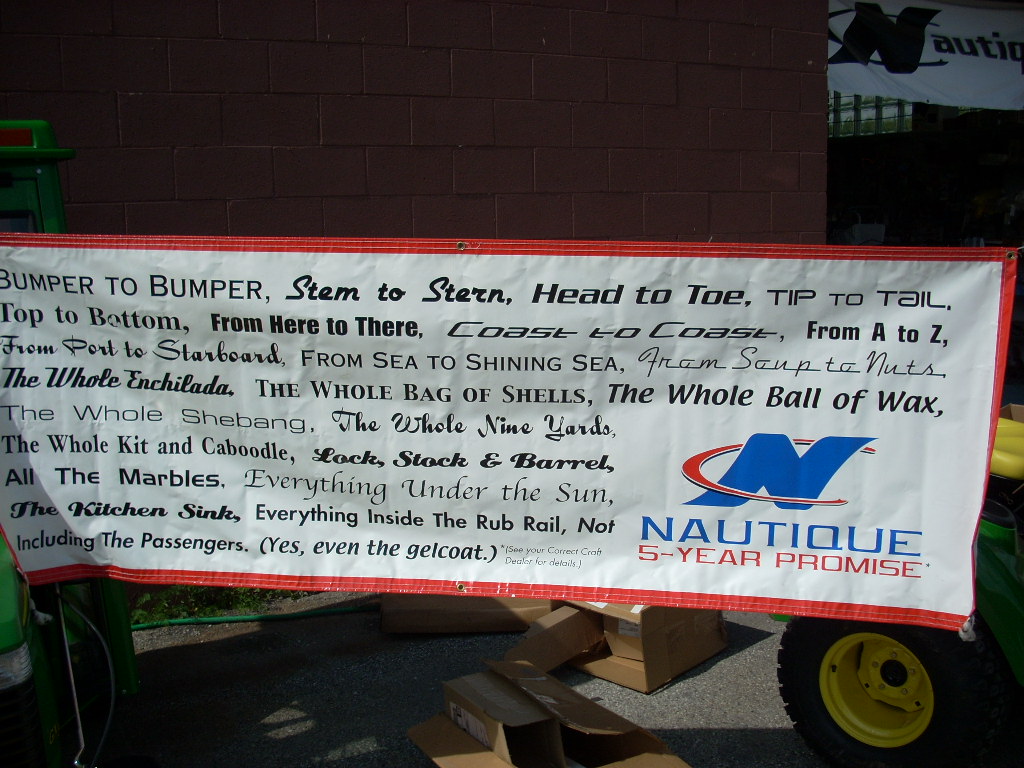 Nautiq
BUMPER TO BUMPER, Stem to Stern, Head to Toe, TIP TO TAIL,
Top to Bottom, From Here to There, Coast to Coast, From A to Z,
From Port to Starboard, FROM SEA TO SHINING SEA, From Soup to Nuts,
The Whole Enchilada, THE WHOLE BAG OF SHELLS, The Whole Ball of Wax,
The Whole Shebang, The Whole Nine Yards,
The Whole Kit and Caboodle, Lock, Stock & Barrel,
All The Marbles, Everything Under the Sun,
The Kitchen Sink, Everything Inside The Rub Rail, Not
Including The Passengers. (Yes, even the gelcoat.) *(See your Correct Craft
Dealer for details.)
N
NAUTIQUE
5-YEAR PROMISE*